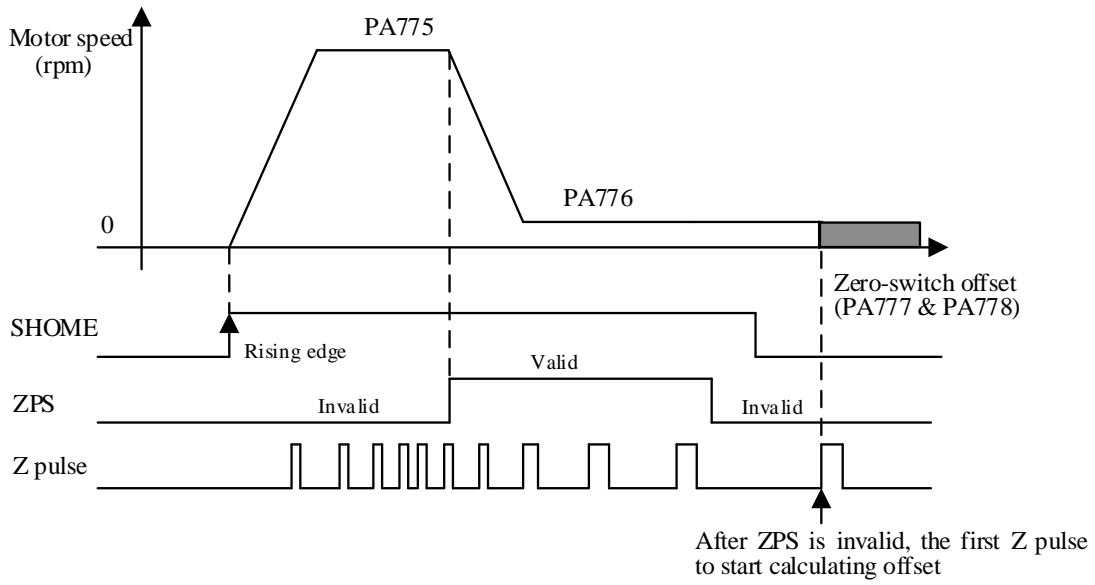 PA775
Motor speed
(rpm)
PA776
0
Zero-switch offset
(PA777 & PA778)
SHOME
Rising edge
Valid
ZPS
Invalid
Invalid
Z pulse
After ZPS is invalid, the first Z pulse
to start calculating offset